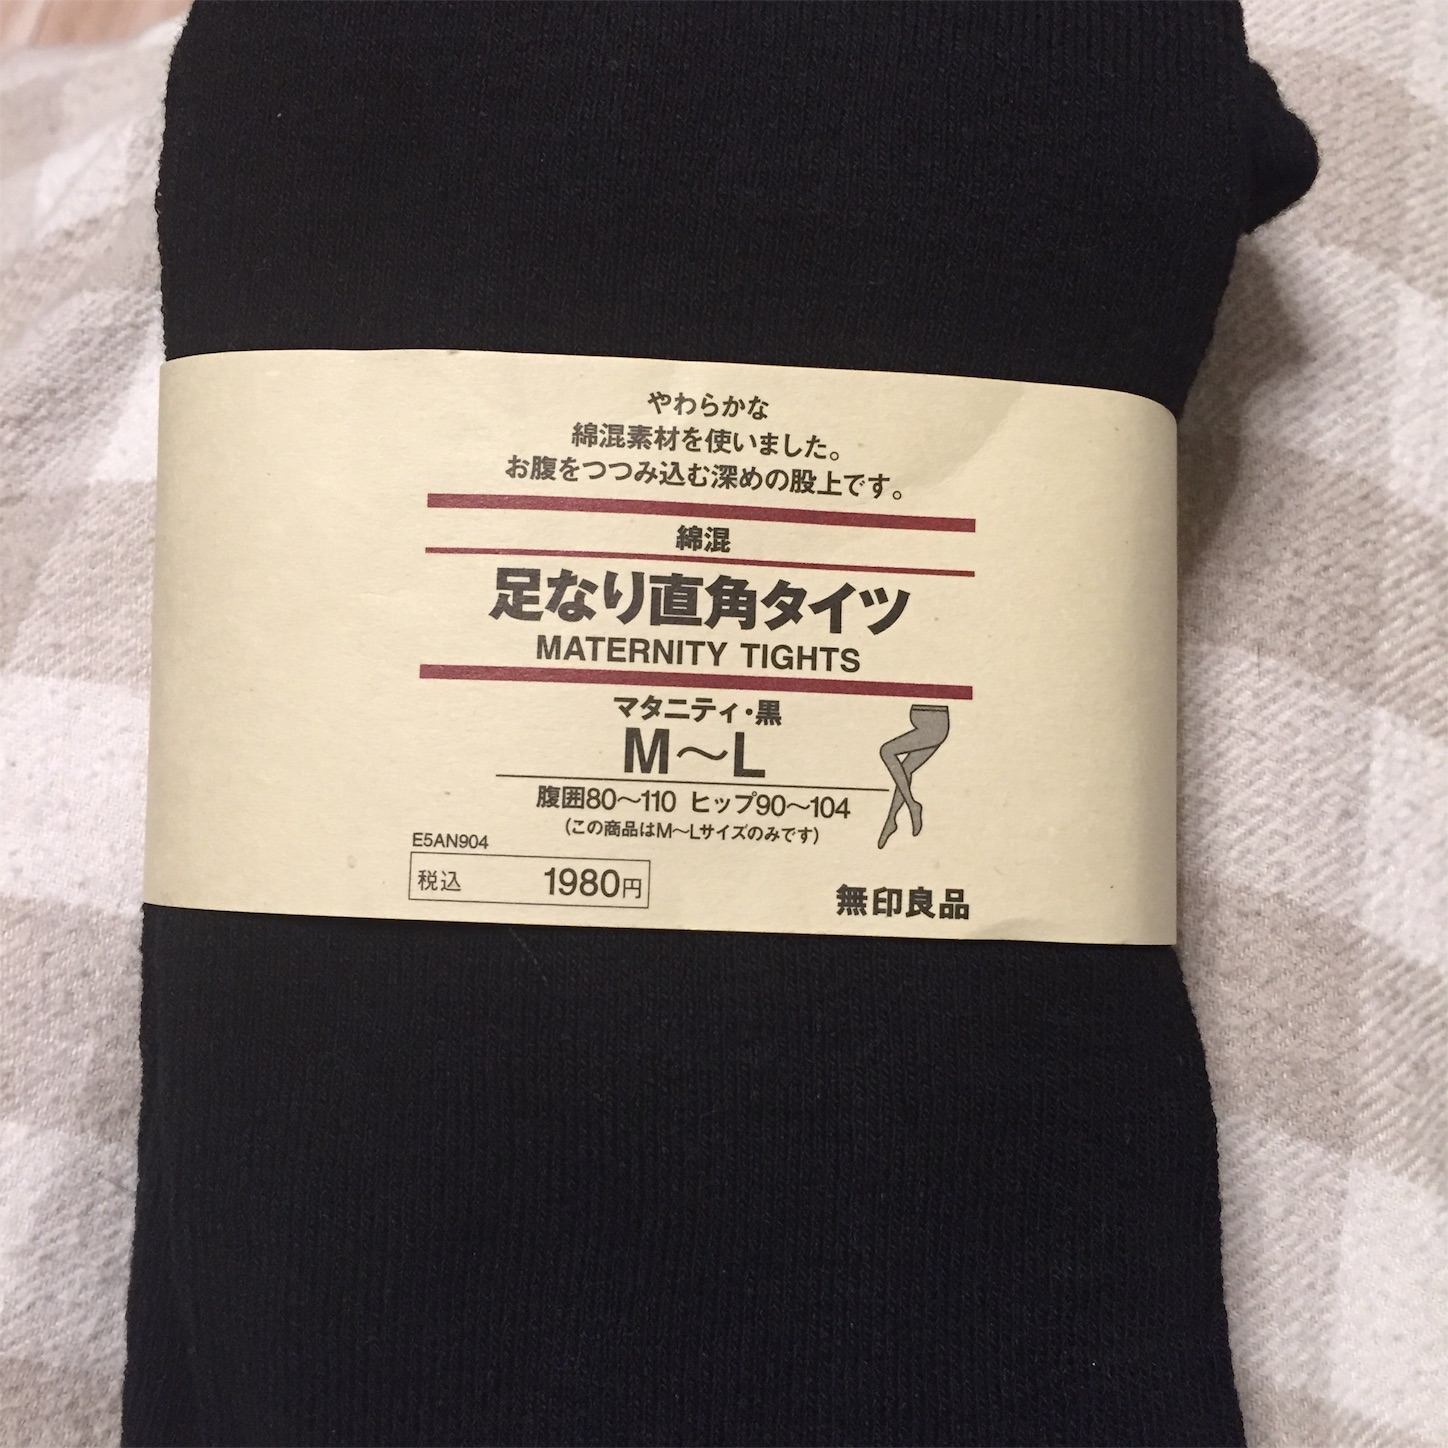 やわらかな
綿混素材を使いました。
お腹をつつみ込む深めの股上です。
綿混
足なり直角タイツ
MATERNITY TIGHTS
マタニティ・黒
M〜L
腹囲80〜110 ヒップ90〜104
(この商品はM〜Lサイズのみです)
E5AN904
税込 1980円
無印良品